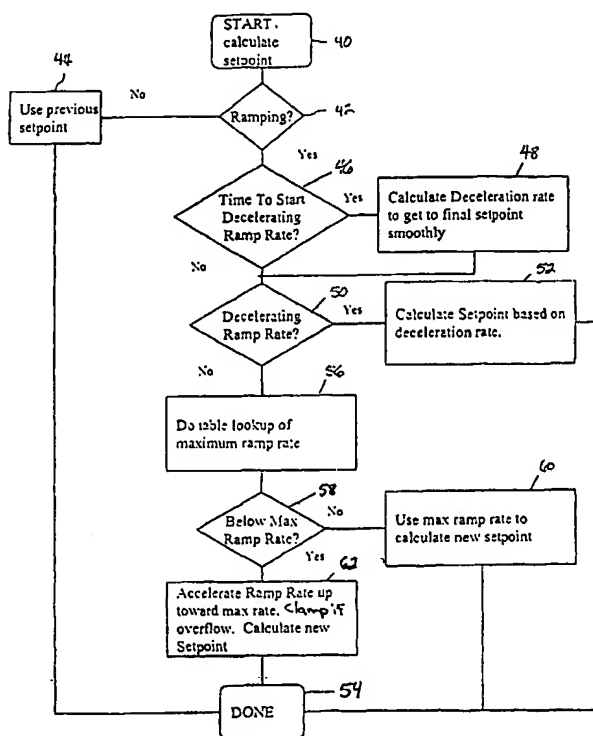 START.
calculate
setpoint
40
44
No
Use previous
setpoint
Ramping?
42
Yes
46
48
Time To Start
Decelerating
Ramp Rate?
Yes
Calculate Deceleration rate
to get to final setpoint
smoothly
No
50
52
Decelerating
Ramp Rate?
Yes
Calculate Setpoint based on
deceleration rate.
No
56
Do table lookup of
maximum ramp rate
58
60
Below Max
Ramp Rate?
No
Use max ramp rate to
calculate new setpoint
Yes
62
Accelerate Ramp Rate up
toward max rate. Clamp if
overflow. Calculate new
Setpoint
54
DONE